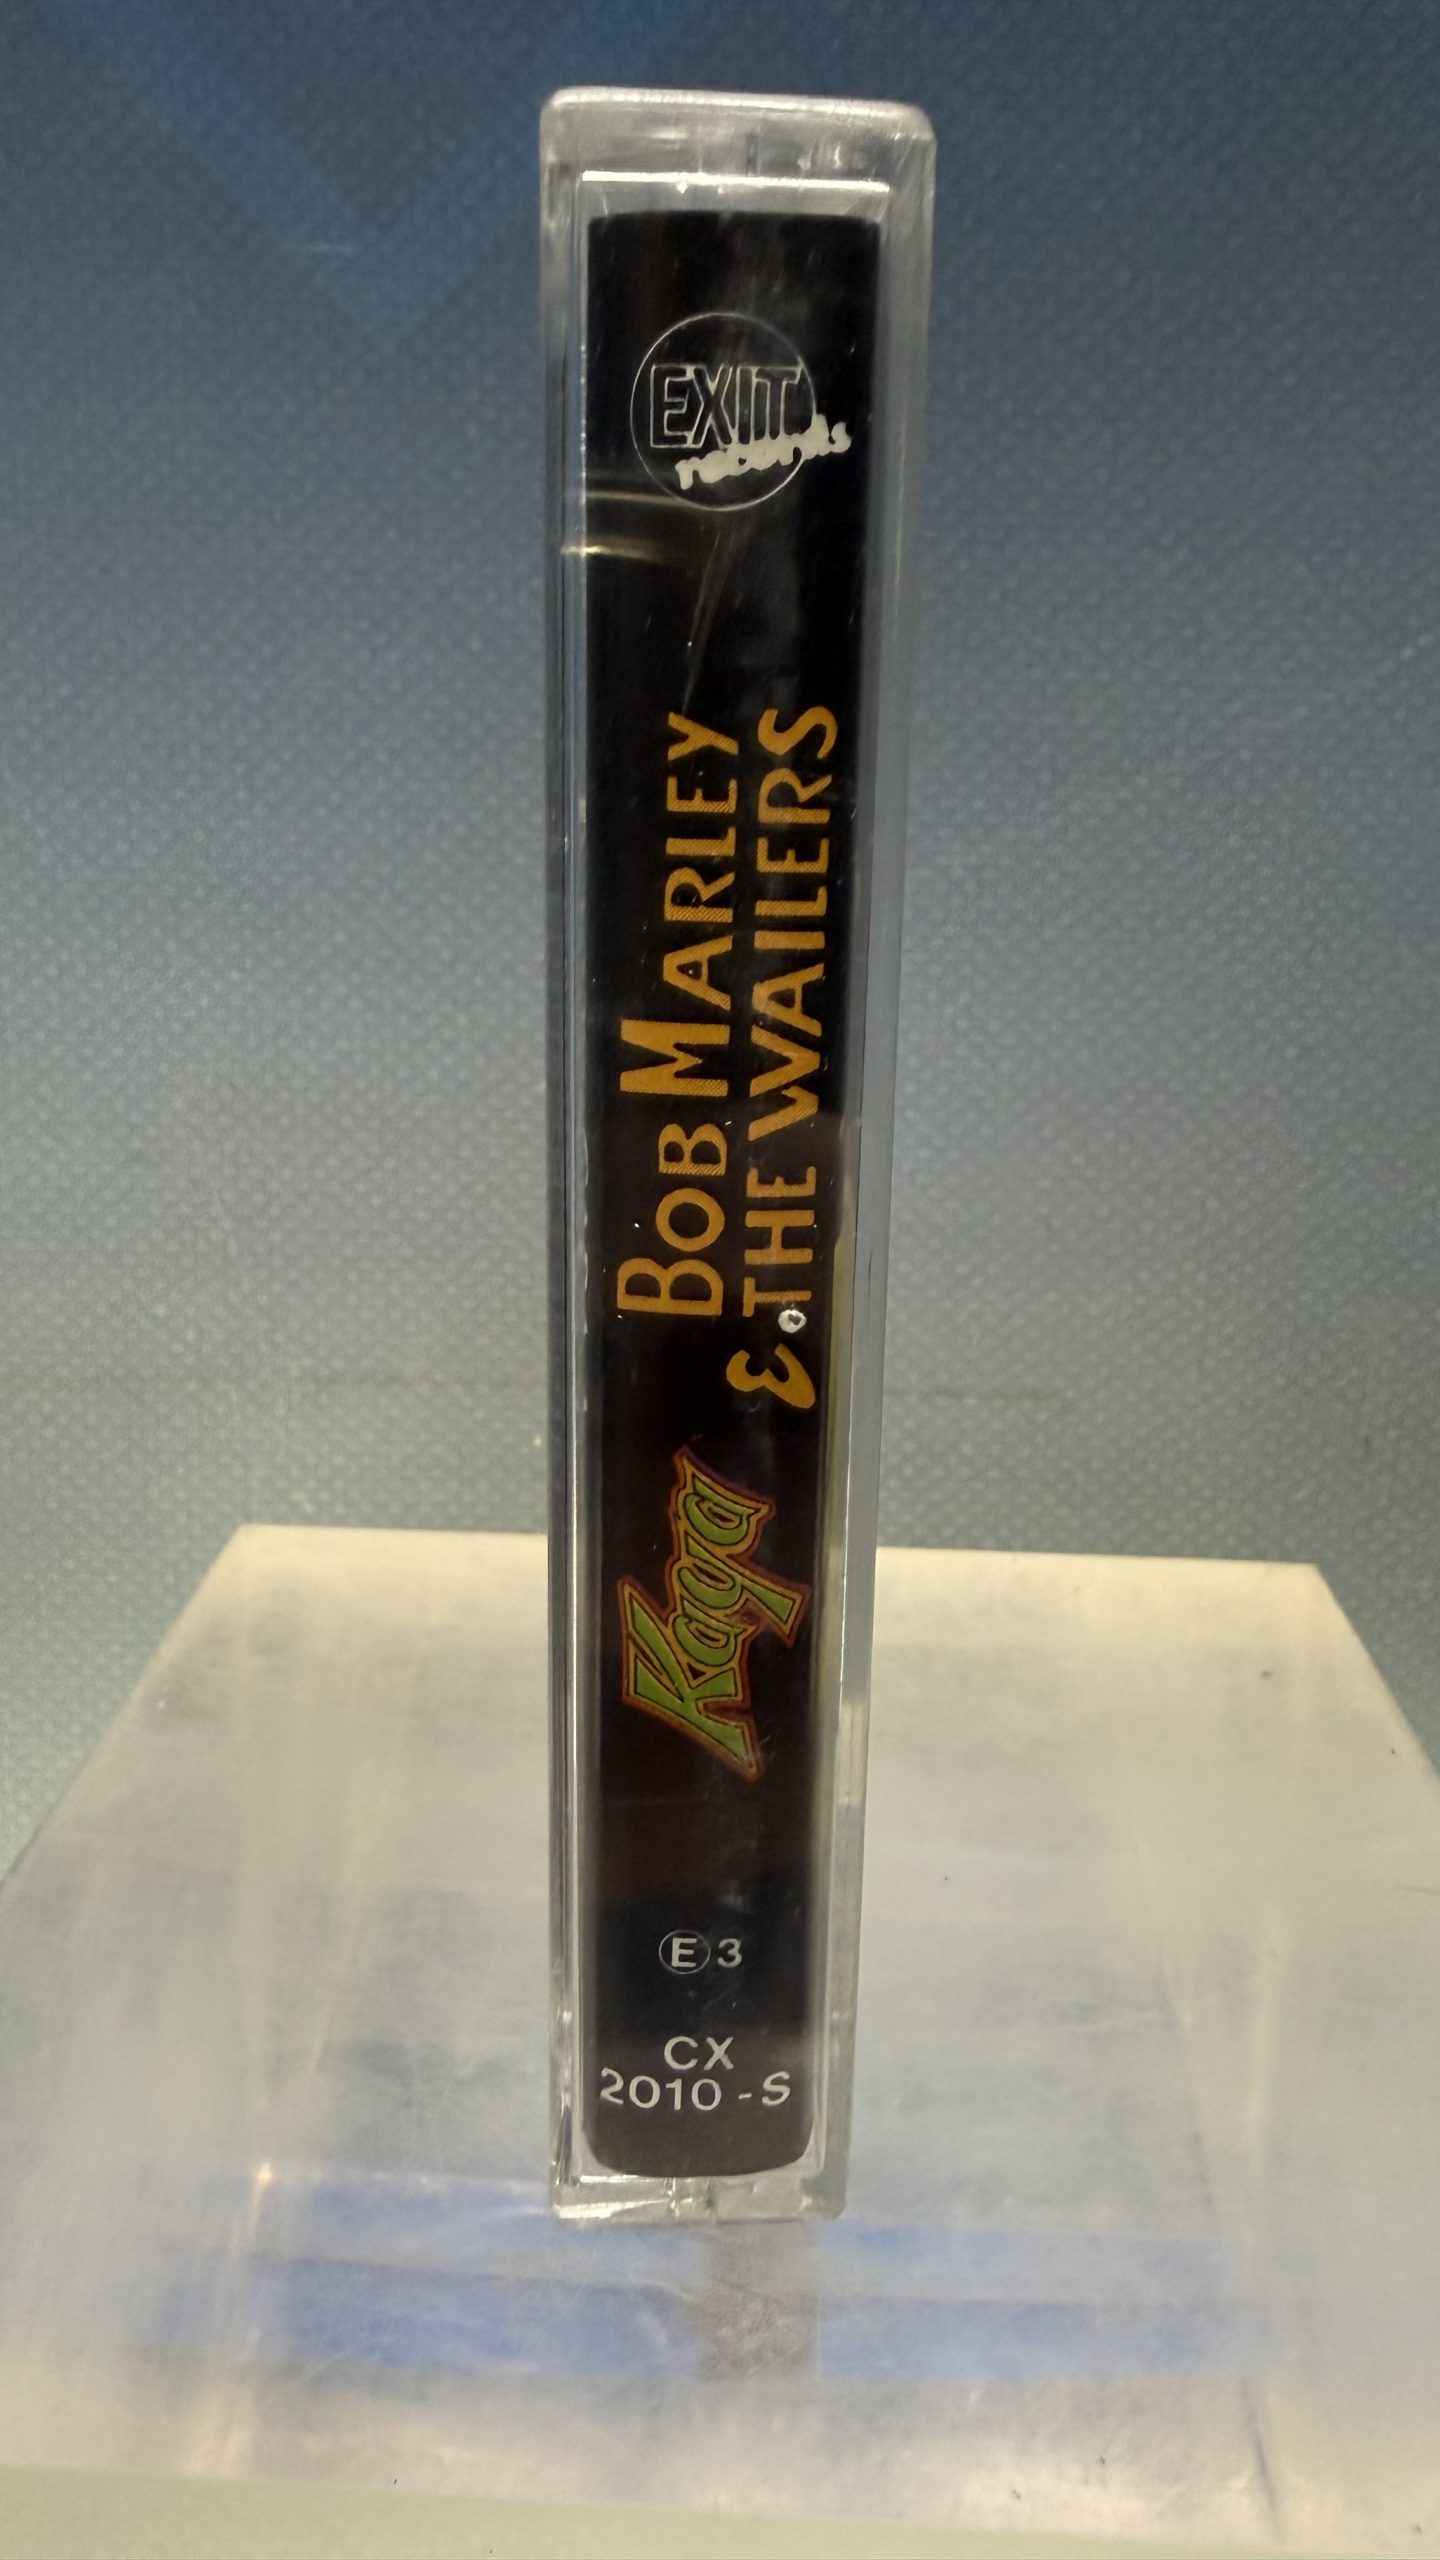 EXIT
records
BOB MARLEY
& THE WAILERS
Kaya
E 3
CX
2010 - S